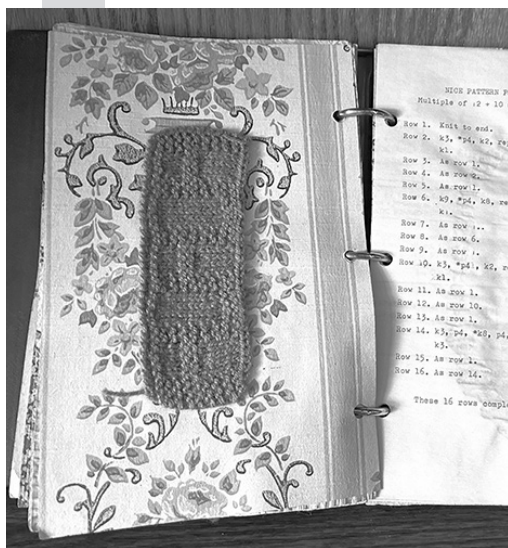 NICE PATTERN
Multiple of 12 + 10
Row 1. Knit to end.
Row 2. k3, *p4, k2,
k1.
Row 3. As row 1.
Row 4. As row 2.
Row 5. As row 1.
Row 6. k9, *p4, k8,
k1.
Row 7. As row 1.
Row 8. As row 6.
Row 9. As row 1.
Row 10. k3, *p4, k2,
k1.
Row 11. As row 1.
Row 12. As row 10.
Row 13. As row 1.
Row 14. k3, p4, *k8, p4,
k3.
Row 15. As row 1.
Row 16. As row 14.
These 16 rows